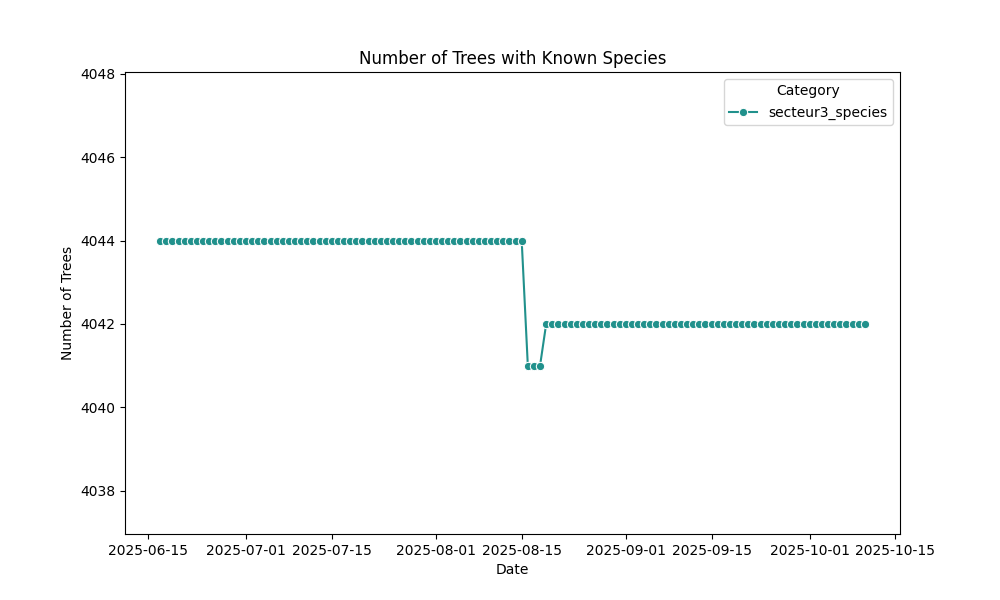 Number of Trees with Known Species
Category
secteur3_species
4048
4046
4044
4042
4040
4038
Number of Trees
2025-06-15 2025-07-01 2025-07-15 2025-08-01 2025-08-15 2025-09-01 2025-09-15 2025-10-01 2025-10-15
Date